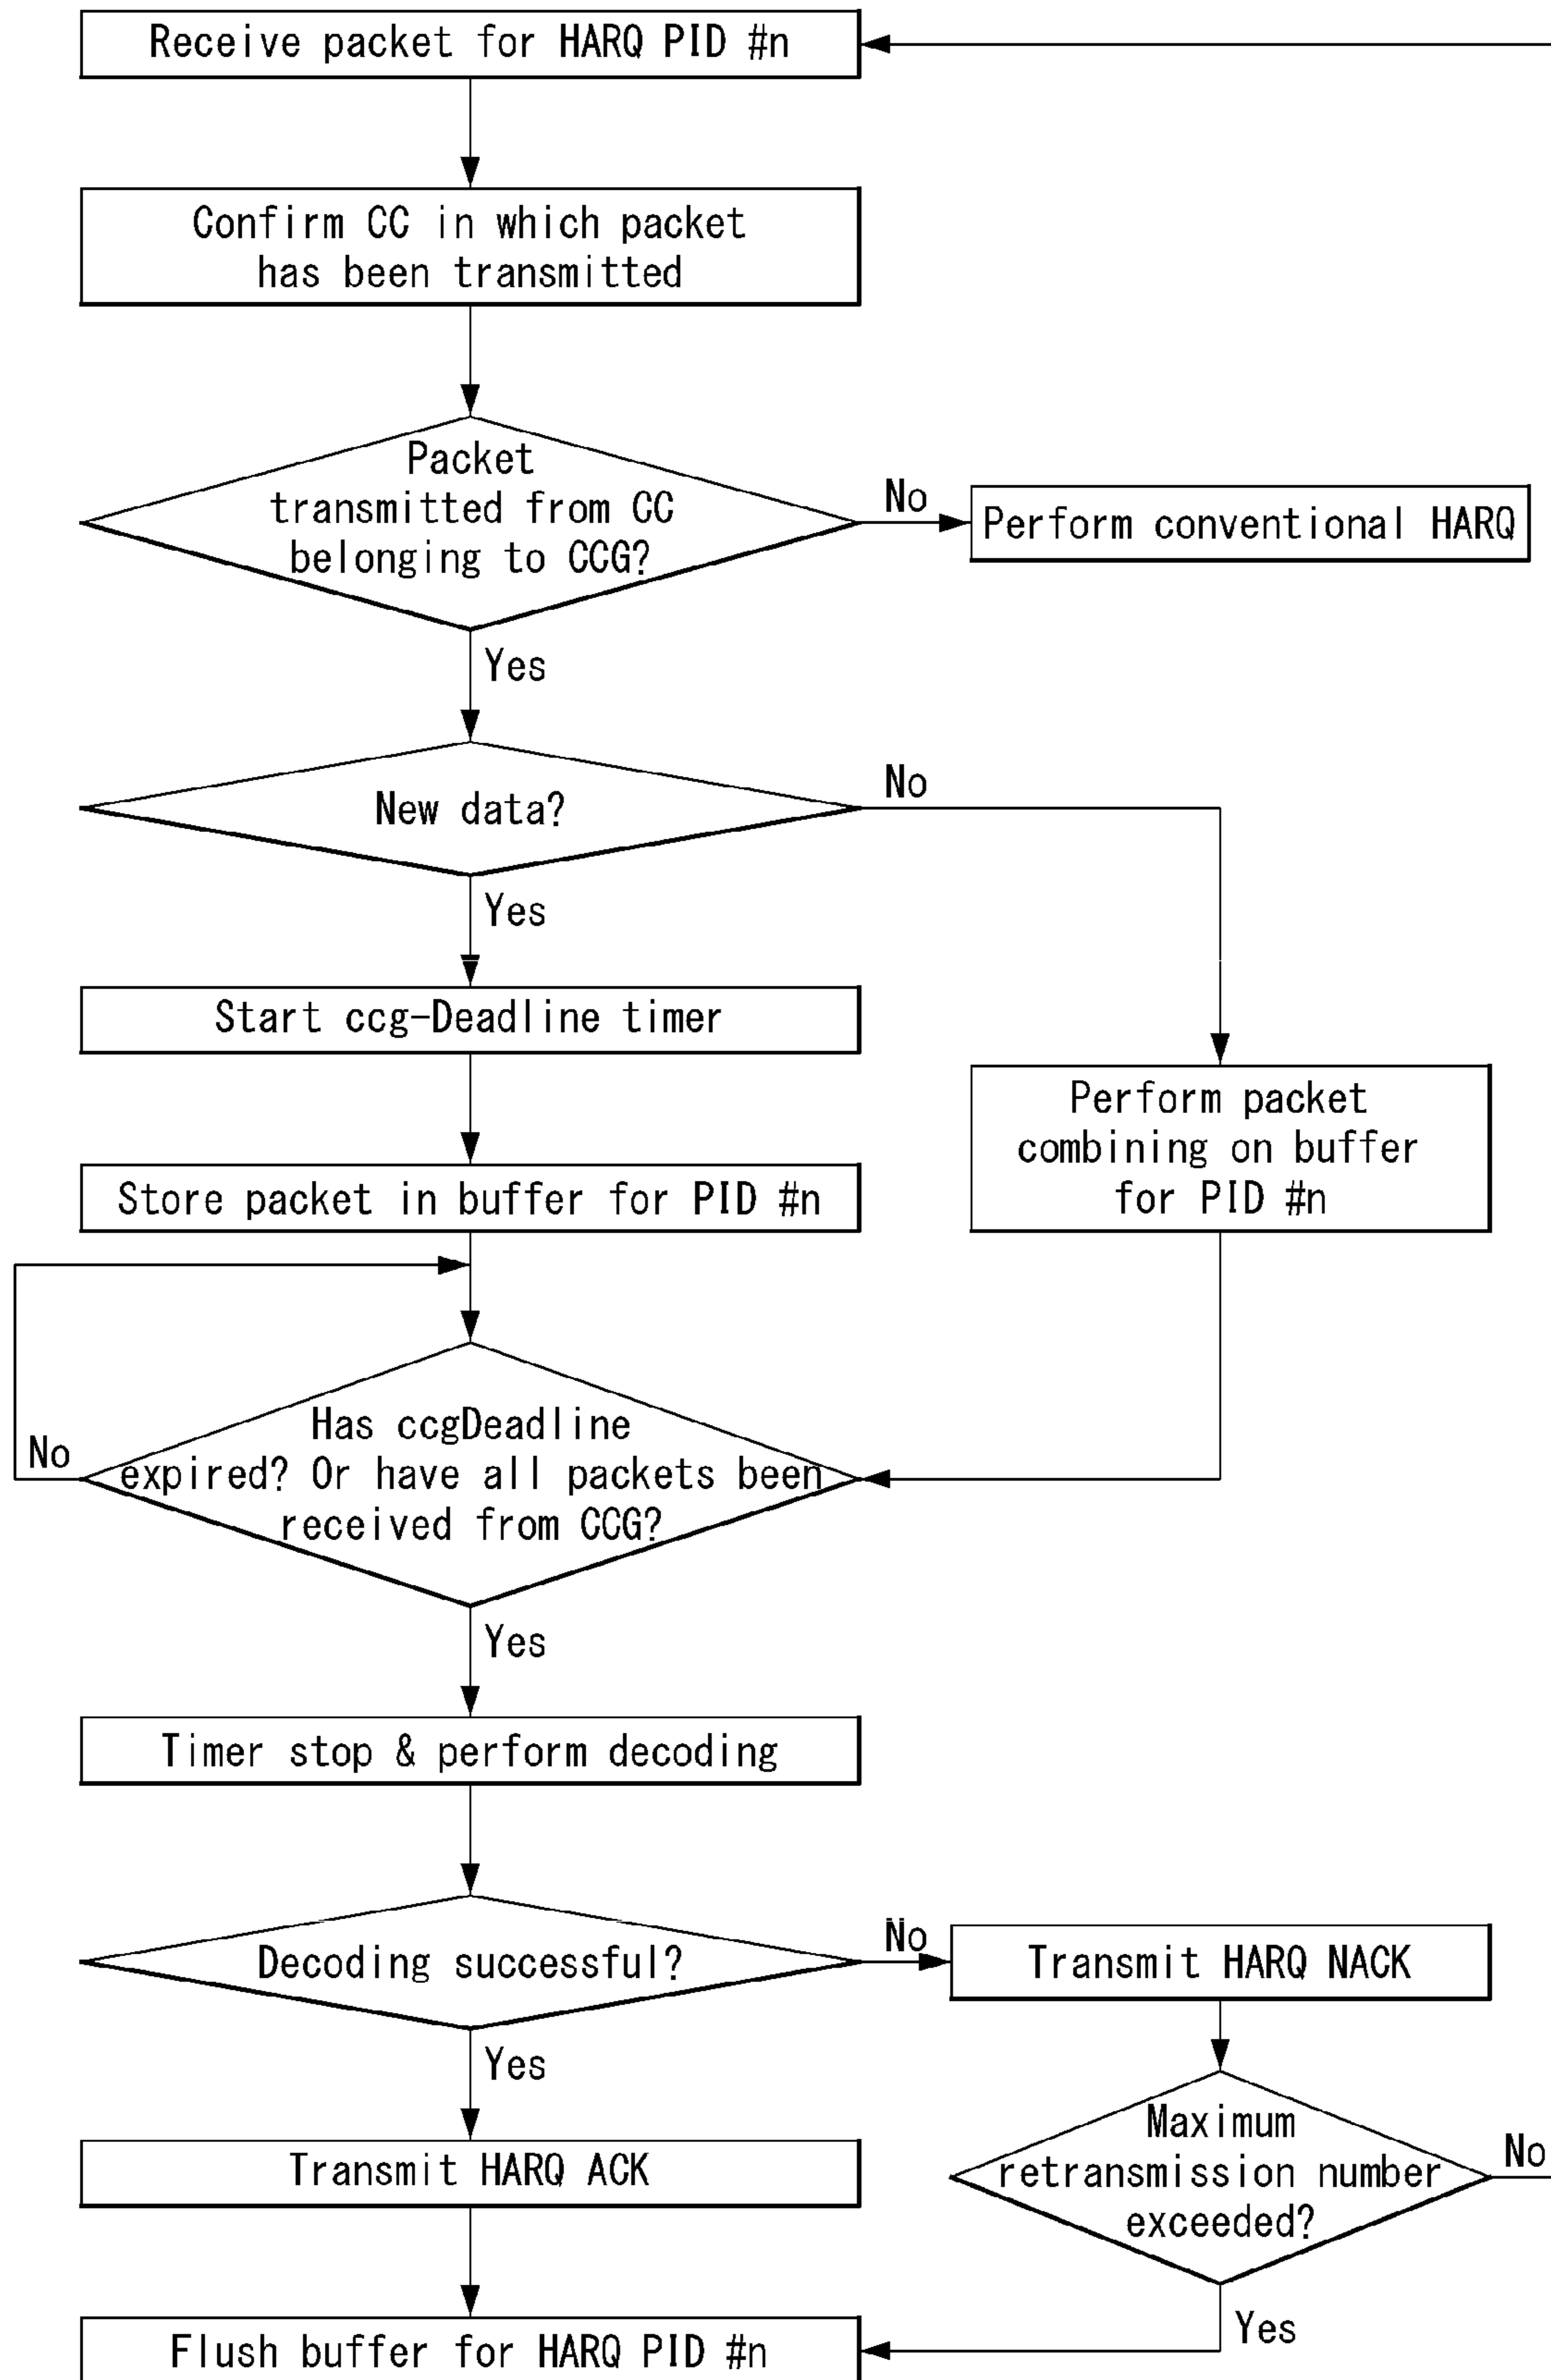 Receive packet for HARQ PID #n
Confirm CC in which packet
has been transmitted
Packet
transmitted from CC
belonging to CCG?
No
Perform conventional HARQ
Yes
New data?
No
Yes
Start ccg-Deadline timer
Perform packet
combining on buffer
for PID #n
Store packet in buffer for PID #n
Has ccgDeadline
expired? Or have all packets been
received from CCG?
No
Yes
Timer stop & perform decoding
Decoding successful?
No
Transmit HARQ NACK
Yes
Maximum
retransmission number
exceeded?
No
Transmit HARQ ACK
Yes
Flush buffer for HARQ PID #n